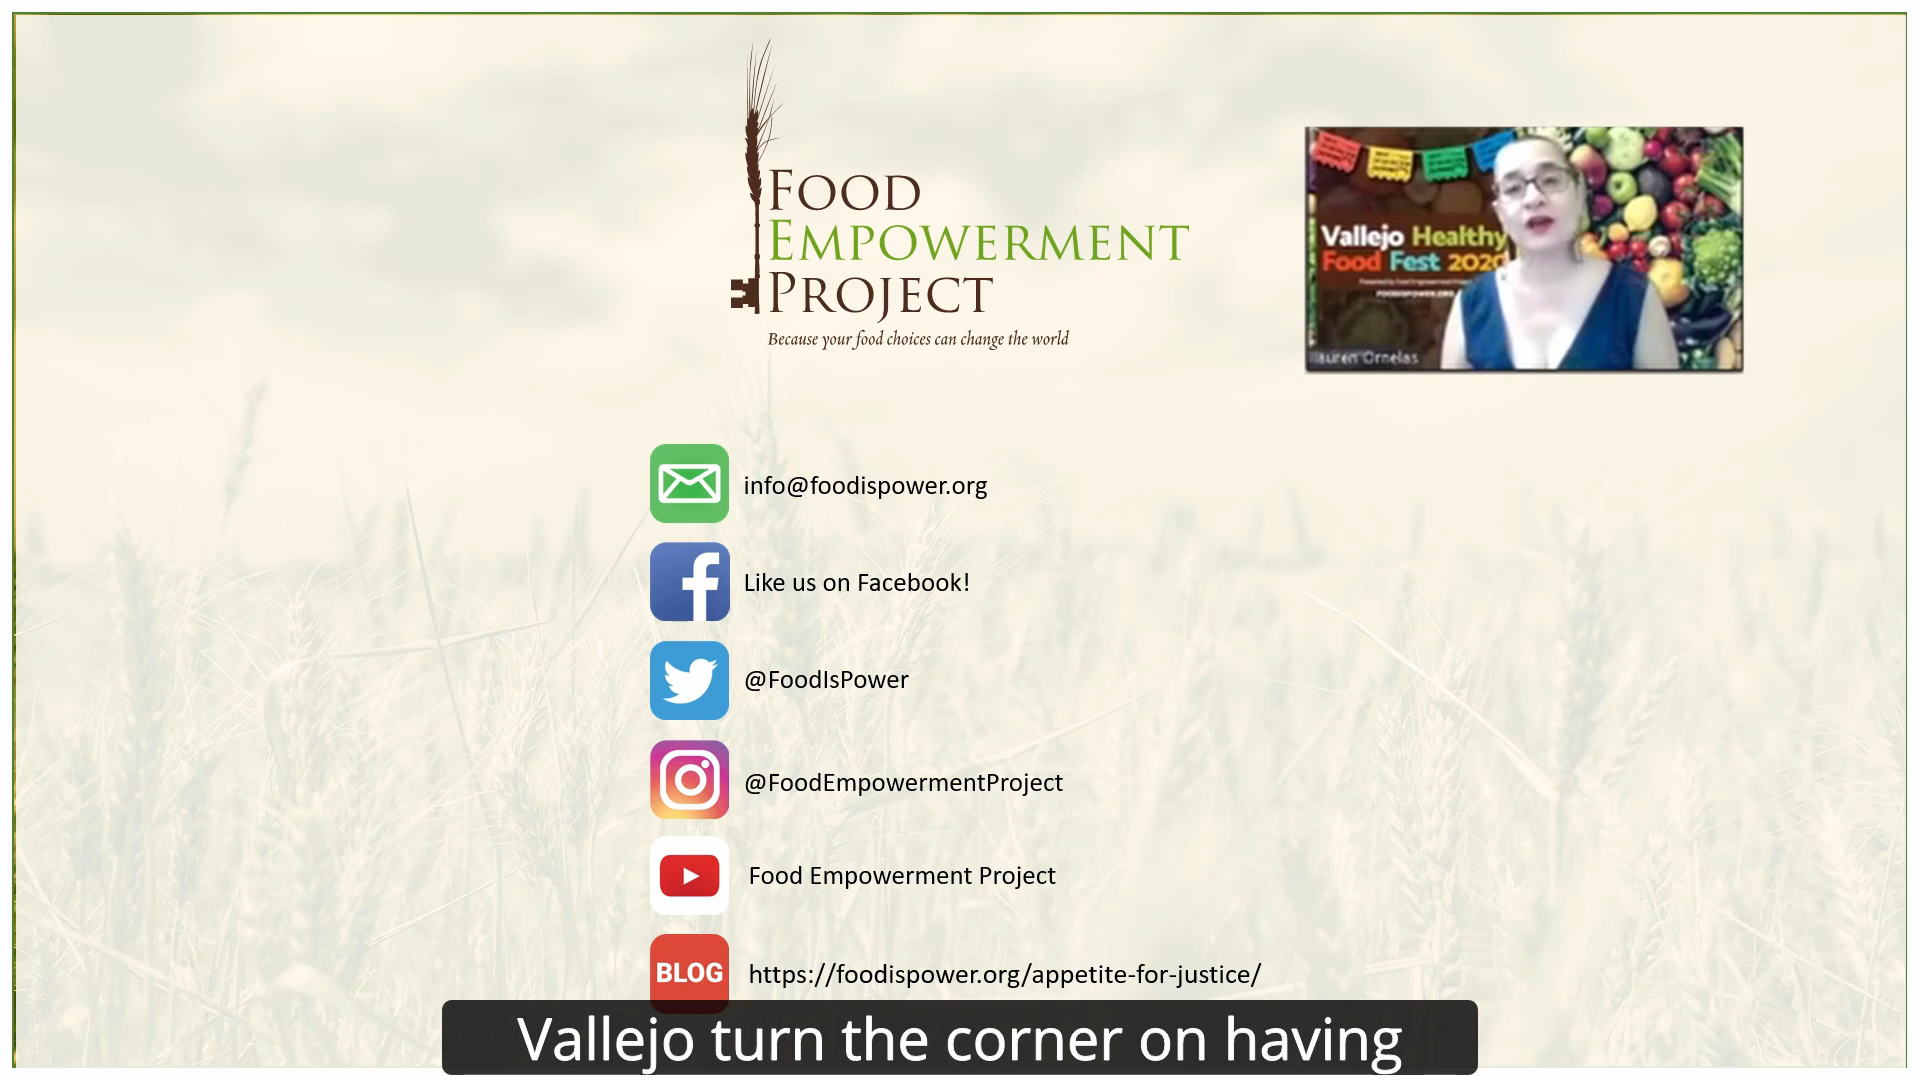 FOOD
EMPOWERMENT
PROJECT
Because your food choices can change the world
Vallejo Healthy
Food Fest 2020
FOODISPOWER.ORG
lauren Ornelas
info@foodispower.org
Like us on Facebook!
@FoodIsPower
@FoodEmpowermentProject
Food Empowerment Project
BLOG
https://foodispower.org/appetite-for-justice/
Vallejo turn the corner on having